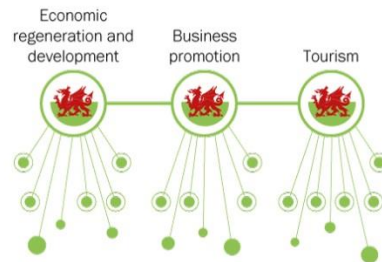 Economic
regeneration and
development
Business
promotion
Tourism